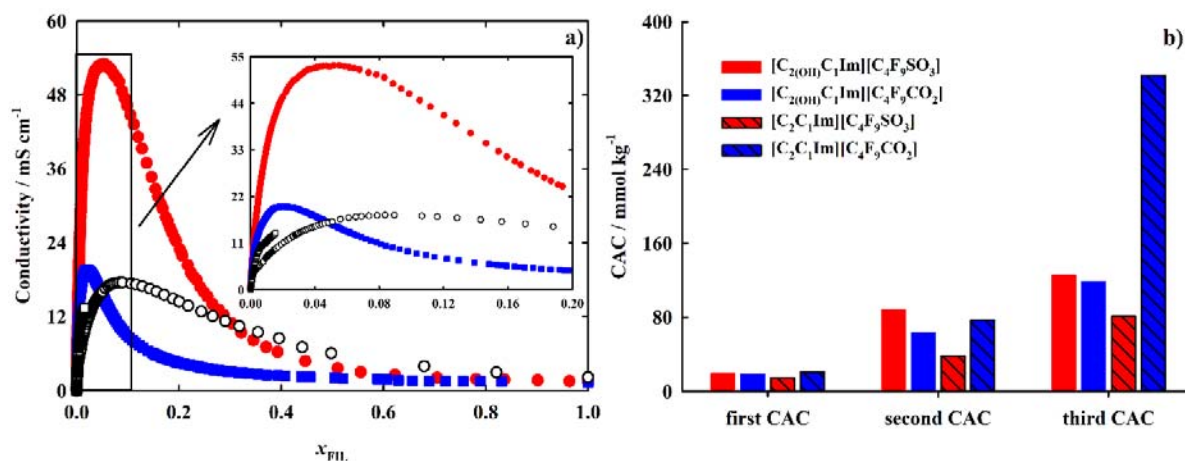 a)
60
48
36
24
12
0
Conductivity / mS cm⁻¹
55
44
33
22
11
0
0.00 0.04 0.08 0.12 0.16 0.20
0.0 0.2 0.4 0.6 0.8 1.0
x_FIL
b)
400
320
240
160
80
0
CAC / mmol kg⁻¹
[C₂₍OH₎C₁Im][C₄F₉SO₃]
[C₂₍OH₎C₁Im][C₄F₉CO₂]
[C₂C₁Im][C₄F₉SO₃]
[C₂C₁Im][C₄F₉CO₂]
first CAC second CAC third CAC